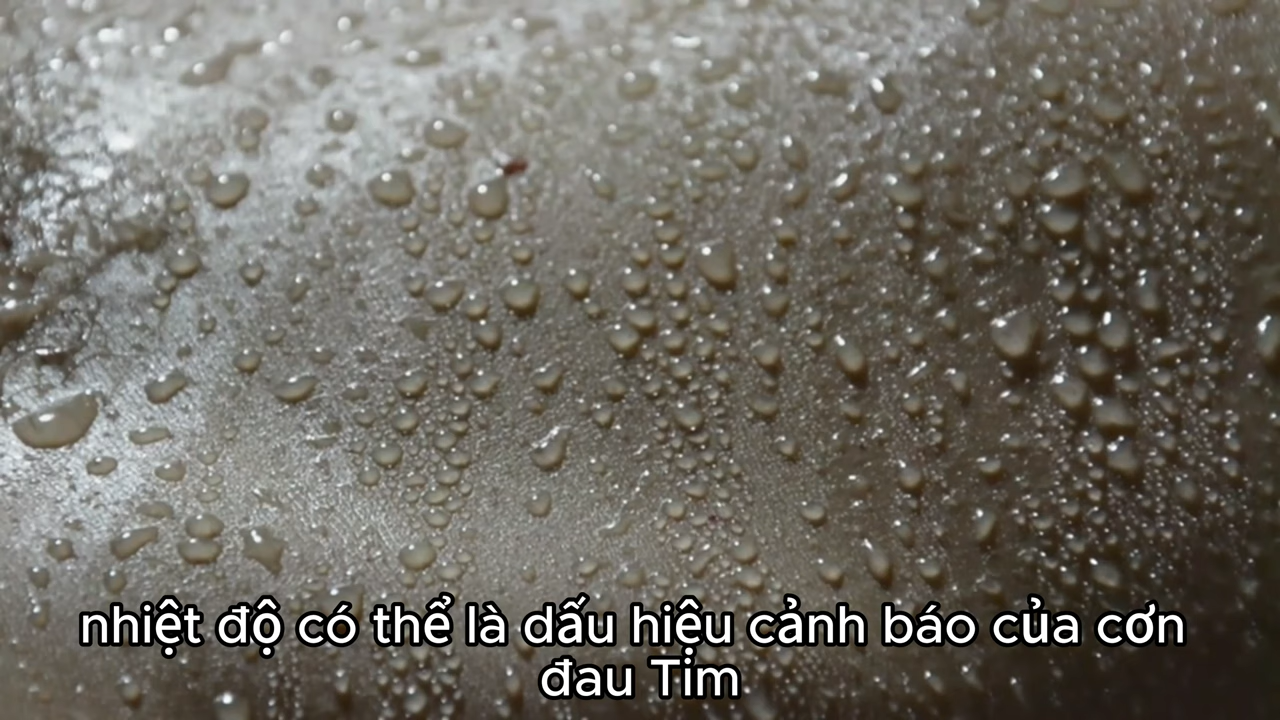 nhiệt độ có thể là dấu hiệu cảnh báo của cơn
đau Tim